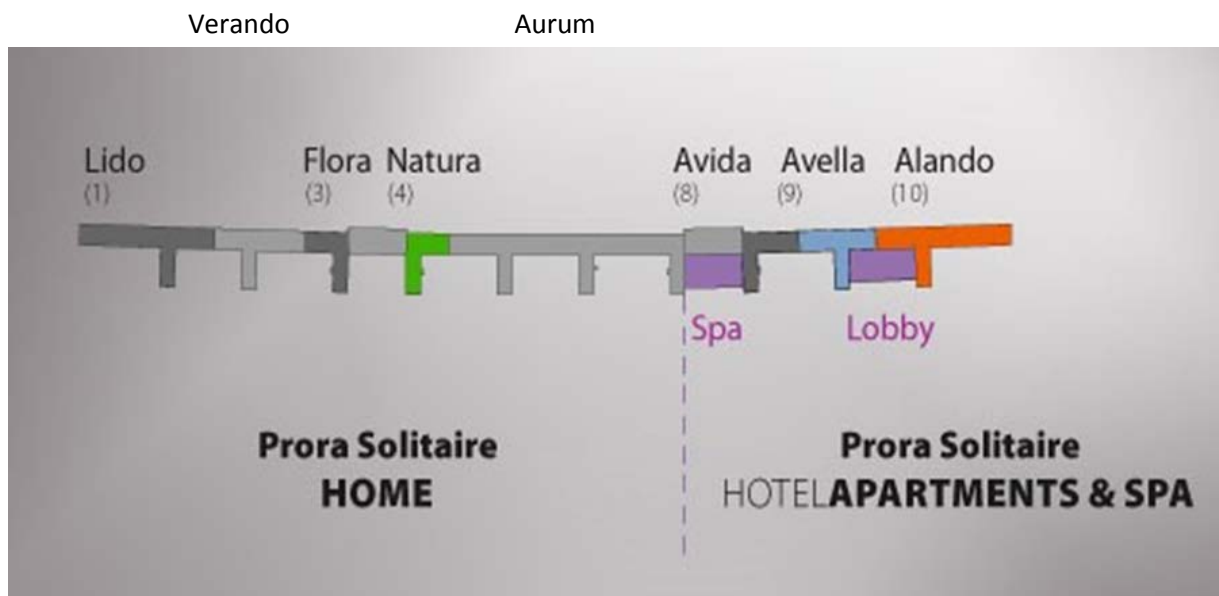 Verando Aurum
Lido Flora Natura Avida Avella Alando
(1) (3) (4) (8) (9) (10)
Spa Lobby
Prora Solitaire
HOME
Prora Solitaire
HOTELAPARTMENTS & SPA